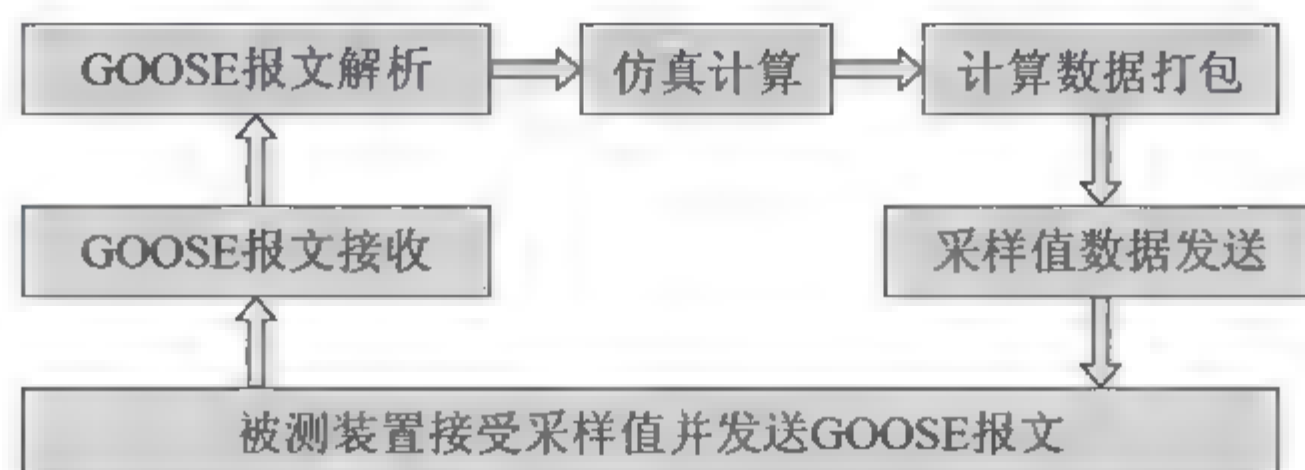 GOOSE报文解析
仿真计算
计算数据打包
GOOSE报文接收
采样值数据发送
被测装置接受采样值并发送GOOSE报文